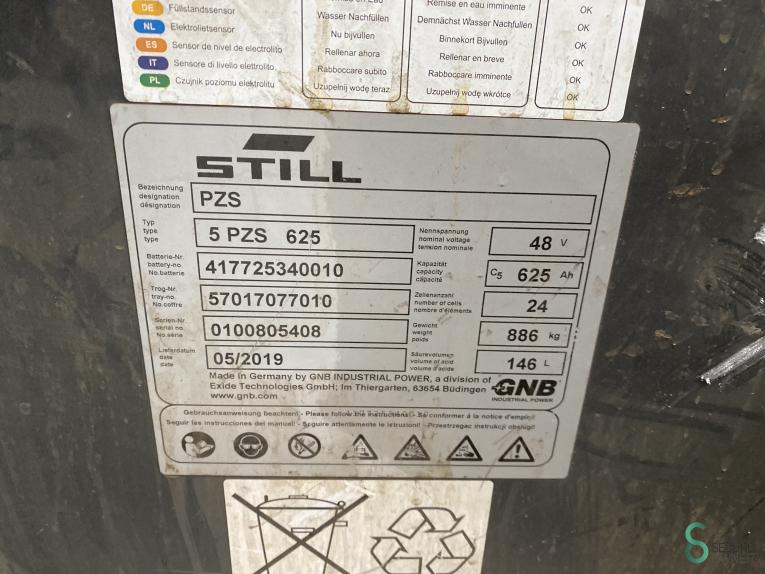 Remise en eau imminente
OK
DE Füllstandssensor
Wasser Nachfüllen
Demnächst Wasser Nachfüllen
OK
NL Elektrolietsensor
Nu bijvullen
Binnekort Bijvullen
OK
ES Sensor de nivel de electrolito
Rellenar ahora
Rellenar en breve
OK
IT Sensore di livello elettrolito.
Rabboccare subito
Rabboccare imminente
OK
PL Czujnik poziomu elektrolitu
Uzupełnij wodę teraz
Uzupełnij wodę wkrótce
OK
STILL
Bezeichnung
designation
désignation
PZS
Typ
type
type
5 PZS 625
Nennspannung
nominal voltage
tension nominale
48 V
Batterie-Nr.
battery-no.
No.batterie
417725340010
Kapazität
capacity
capacité
C5 625 Ah
Trog-Nr.
tray-no.
No.coffre
57017077010
Zellenanzahl
number of cells
nombre d'éléments
24
Serien-Nr.
serial no.
No.série
0100805408
Gewicht
weight
poids
886 kg
Lieferdatum
date
date
05/2019
Säurevolumen
volume of acid
volume d'acide
146 L
Made in Germany by GNB INDUSTRIAL POWER, a division of
Exide Technologies GmbH; Im Thiergarten, 63654 Büdingen
www.gnb.com
GNB
INDUSTRIAL POWER
Gebrauchsanweisung beachten! - Please follow the instructions! - Se conformer á la notice d'emploi!
Seguir las instrucciones del manual! - Seguire attentamente le istruzioni! - Przestrzegac instrukcji obslugi!